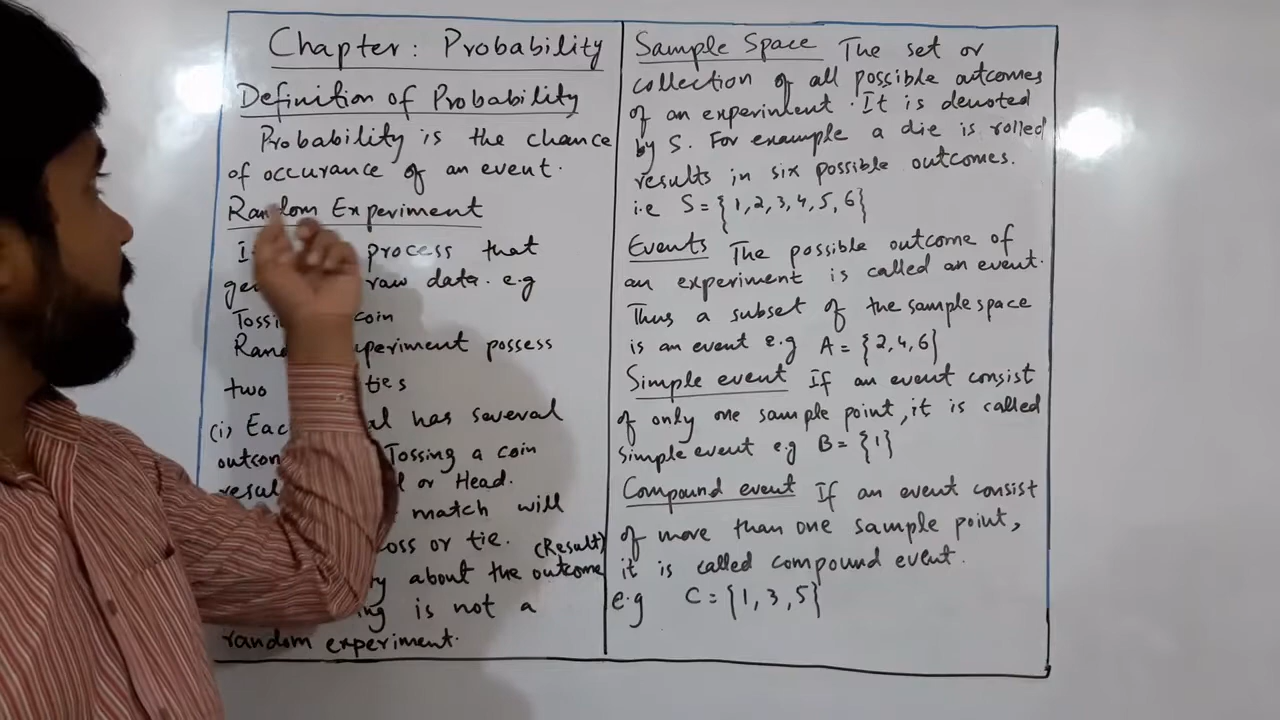 Chapter: Probability
Definition of Probability
Probability is the chance
of occurance of an event.
Random Experiment
process that
raw data. e.g
coin
experiment possess
two ties
(i) Each has several
Tossing a coin
or Head.
match will
loss or tie. (Result)
about the outcome
is not a
random experiment.
Sample Space The set or
collection of all possible outcomes
of an experiment. It is denoted
by S. For example a die is rolled
results in six possible outcomes.
i.e S = {1,2,3,4,5,6}
Events The possible outcome of
an experiment is called an event.
Thus a subset of the sample space
is an event e.g A = {2,4,6}
Simple event If an event consist
of only one sample point, it is called
simple event e.g B = {1}
Compound event If an event consist
of more than one sample point,
it is called compound event.
e.g C = {1,3,5}